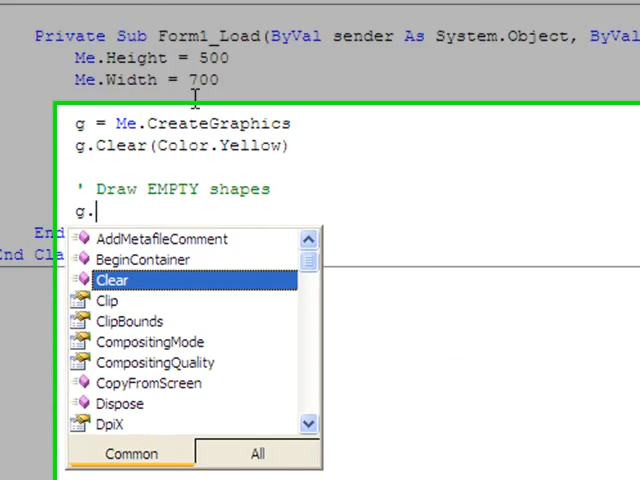 Private Sub Form1_Load(ByVal sender As System.Object, ByVal
Me.Height = 500
Me.Width = 700
g = Me.CreateGraphics
g.Clear(Color.Yellow)
' Draw EMPTY shapes
g.
End
End Cla
AddMetafileComment
BeginContainer
Clear
Clip
ClipBounds
CompositingMode
CompositingQuality
CopyFromScreen
Dispose
DpiX
Common All